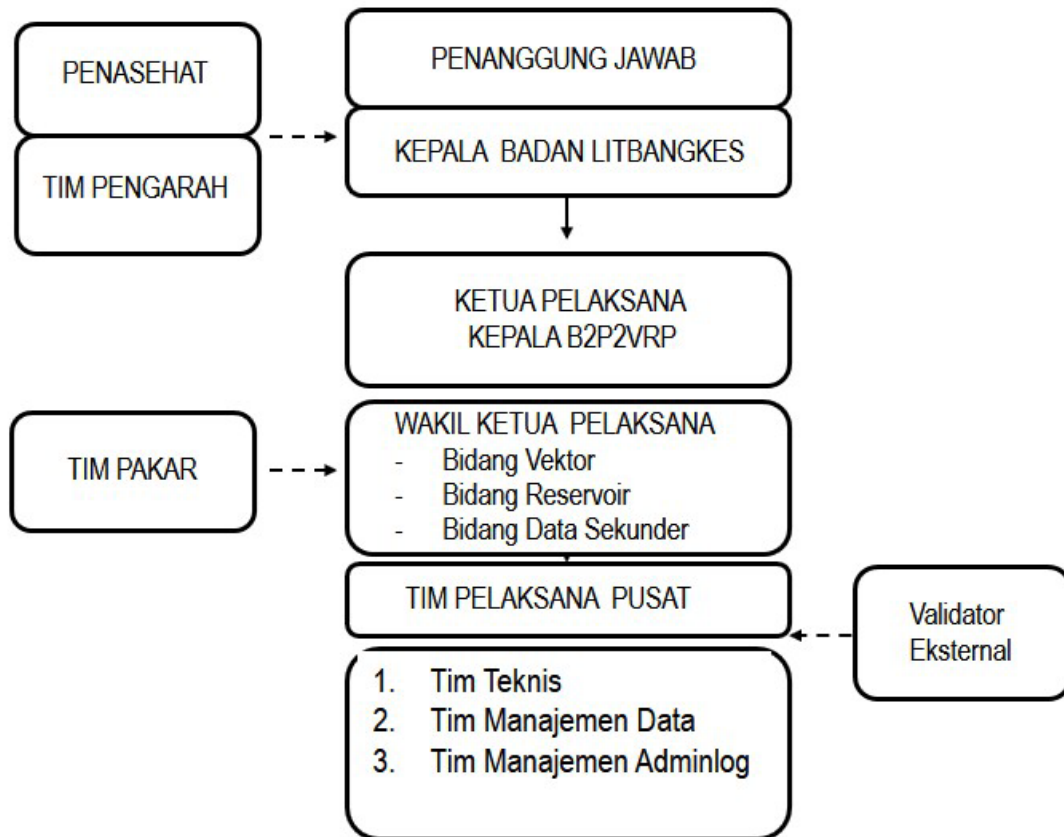 PENASEHAT
TIM PENGARAH
PENANGGUNG JAWAB
KEPALA BADAN LITBANGKES
KETUA PELAKSANA
KEPALA B2P2VRP
TIM PAKAR
WAKIL KETUA PELAKSANA
- Bidang Vektor
- Bidang Reservoir
- Bidang Data Sekunder
TIM PELAKSANA PUSAT
Validator
Eksternal
1. Tim Teknis
2. Tim Manajemen Data
3. Tim Manajemen Adminlog